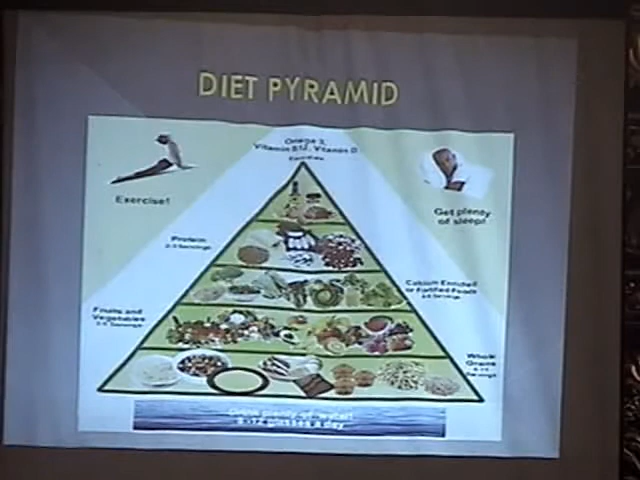 DIET PYRAMID
Omega 3,
Vitamin B12, Vitamin D
Exercise!
Get plenty
of sleep!
Protein
Calcium Enriched
or Fortified Foods
Fruits and
Vegetables
Whole
Grains
Servings
Drink plenty of water!
8-12 glasses a day